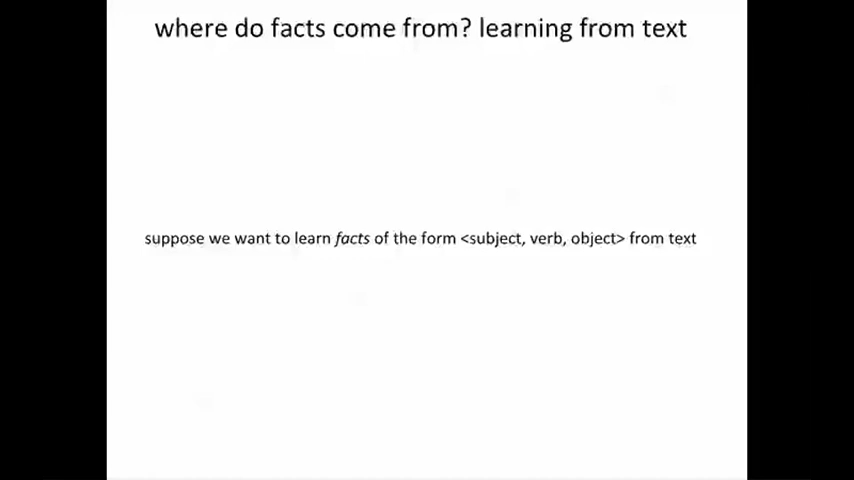 where do facts come from? learning from text
suppose we want to learn facts of the form <subject, verb, object> from text